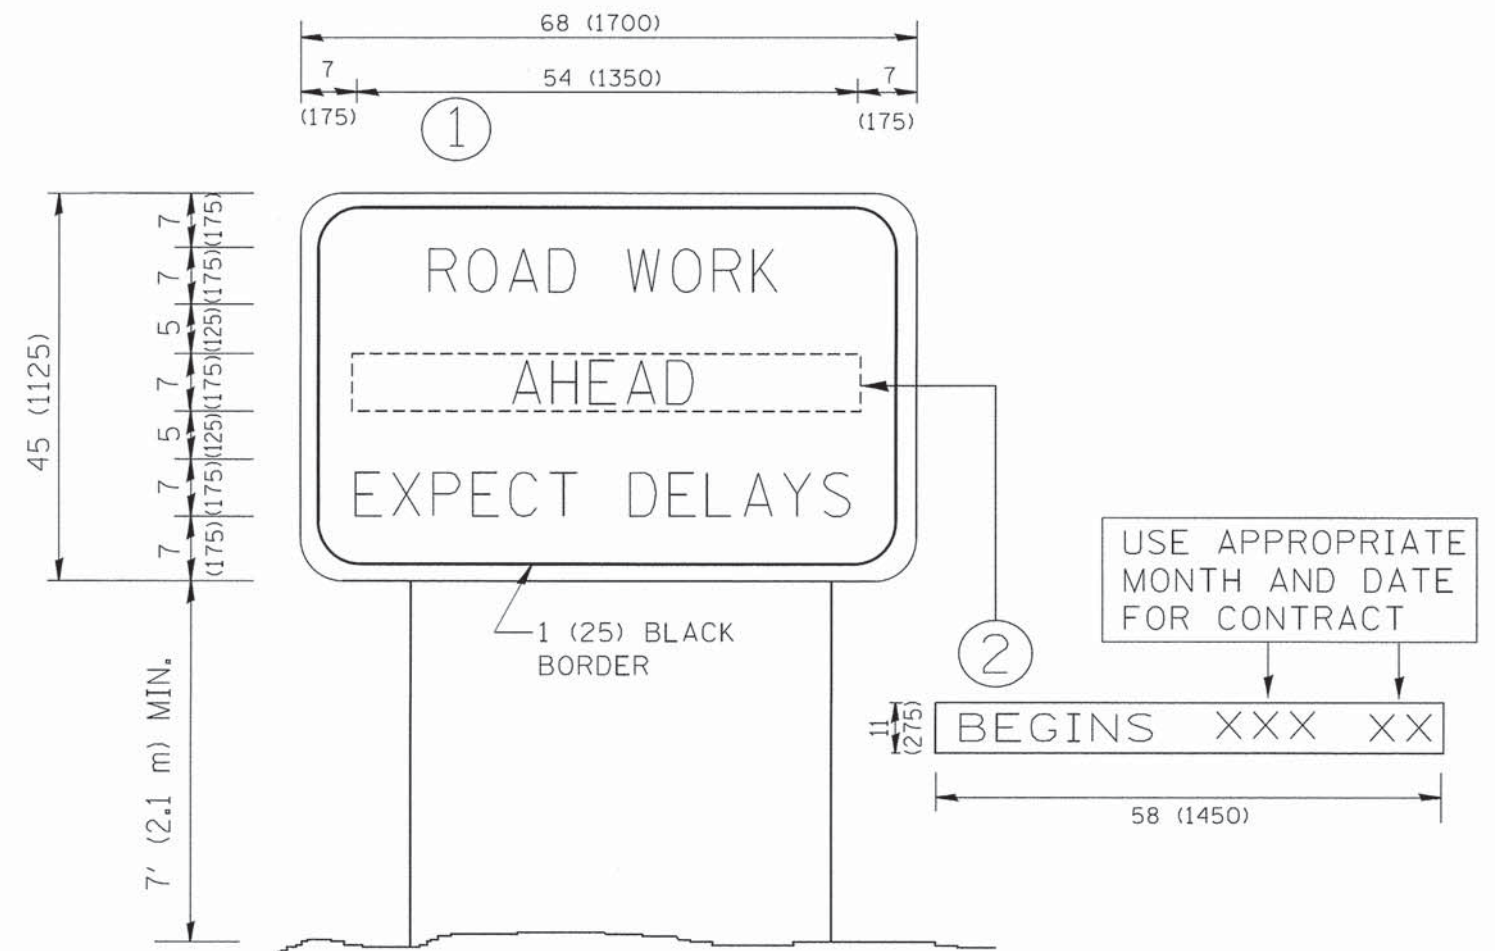 68 (1700)
7
54 (1350)
7
(175)
(175)
1
45 (1125)
7 (175)
7 (175)
5 (125)
7 (175)
5 (125)
7 (175)
7 (175)
ROAD WORK
AHEAD
EXPECT DELAYS
1 (25) BLACK
BORDER
7' (2.1 m) MIN.
2
USE APPROPRIATE
MONTH AND DATE
FOR CONTRACT
11
(275)
BEGINS XXX XX
58 (1450)